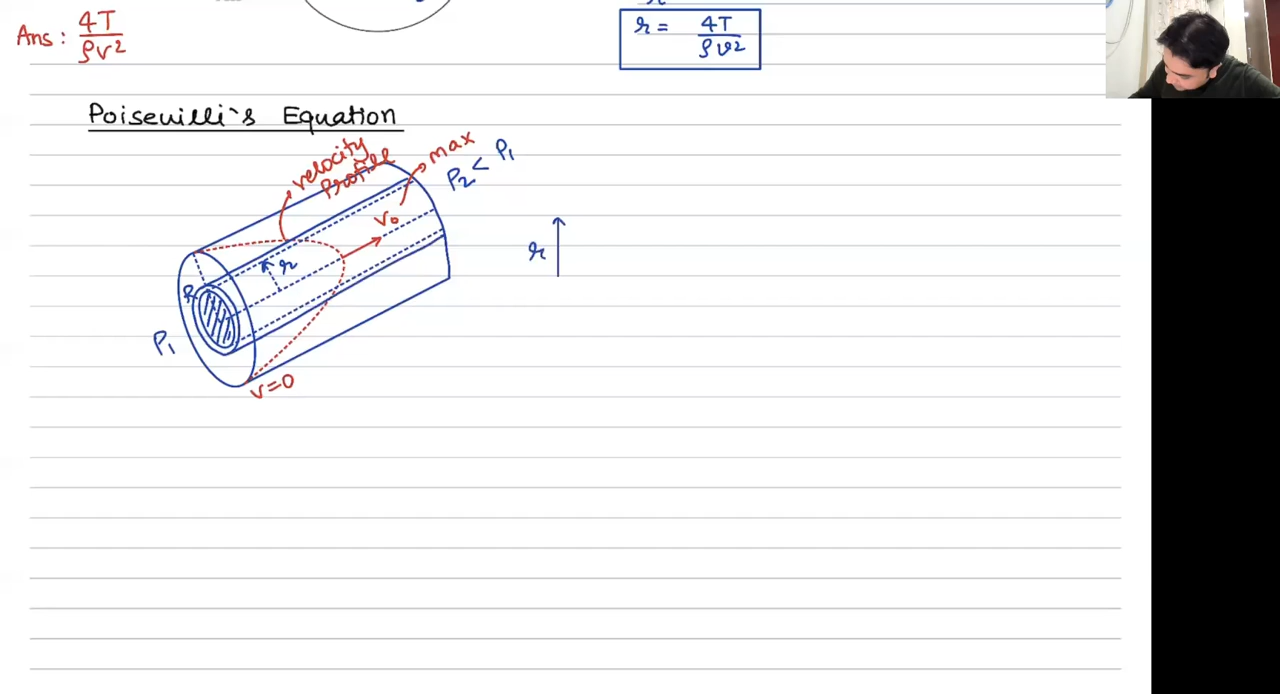 Ans : 4T / ρv²
r = 4T / ρv²
Poiseuilli's Equation
velocity profile
max
P₂ < P₁
v₀
r
r
R
P₁
v=0